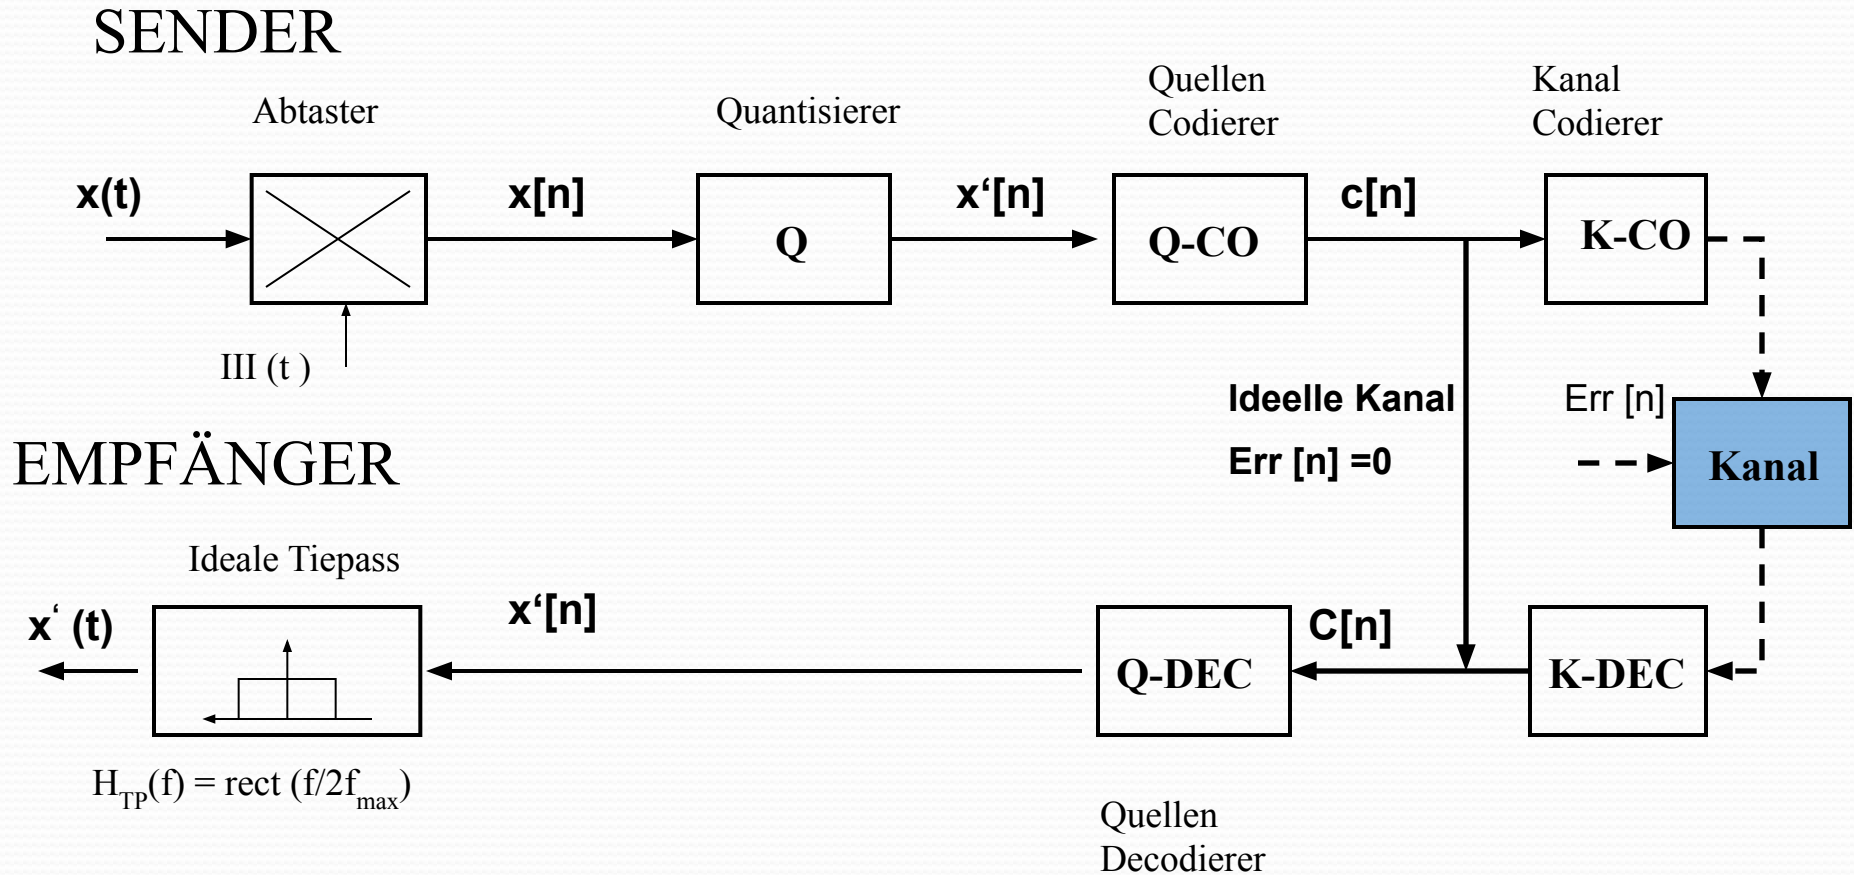 SENDER
Abtaster
Quantisierer
Quellen
Codierer
Kanal
Codierer
x(t)
x[n]
Q
x‘[n]
Q-CO
c[n]
K-CO
III (t )
Ideelle Kanal
Err [n] =0
Err [n]
Kanal
EMPFÄNGER
Ideale Tiepass
x‘ (t)
x‘[n]
Q-DEC
C[n]
K-DEC
H_TP(f) = rect (f/2f_max)
Quellen
Decodierer